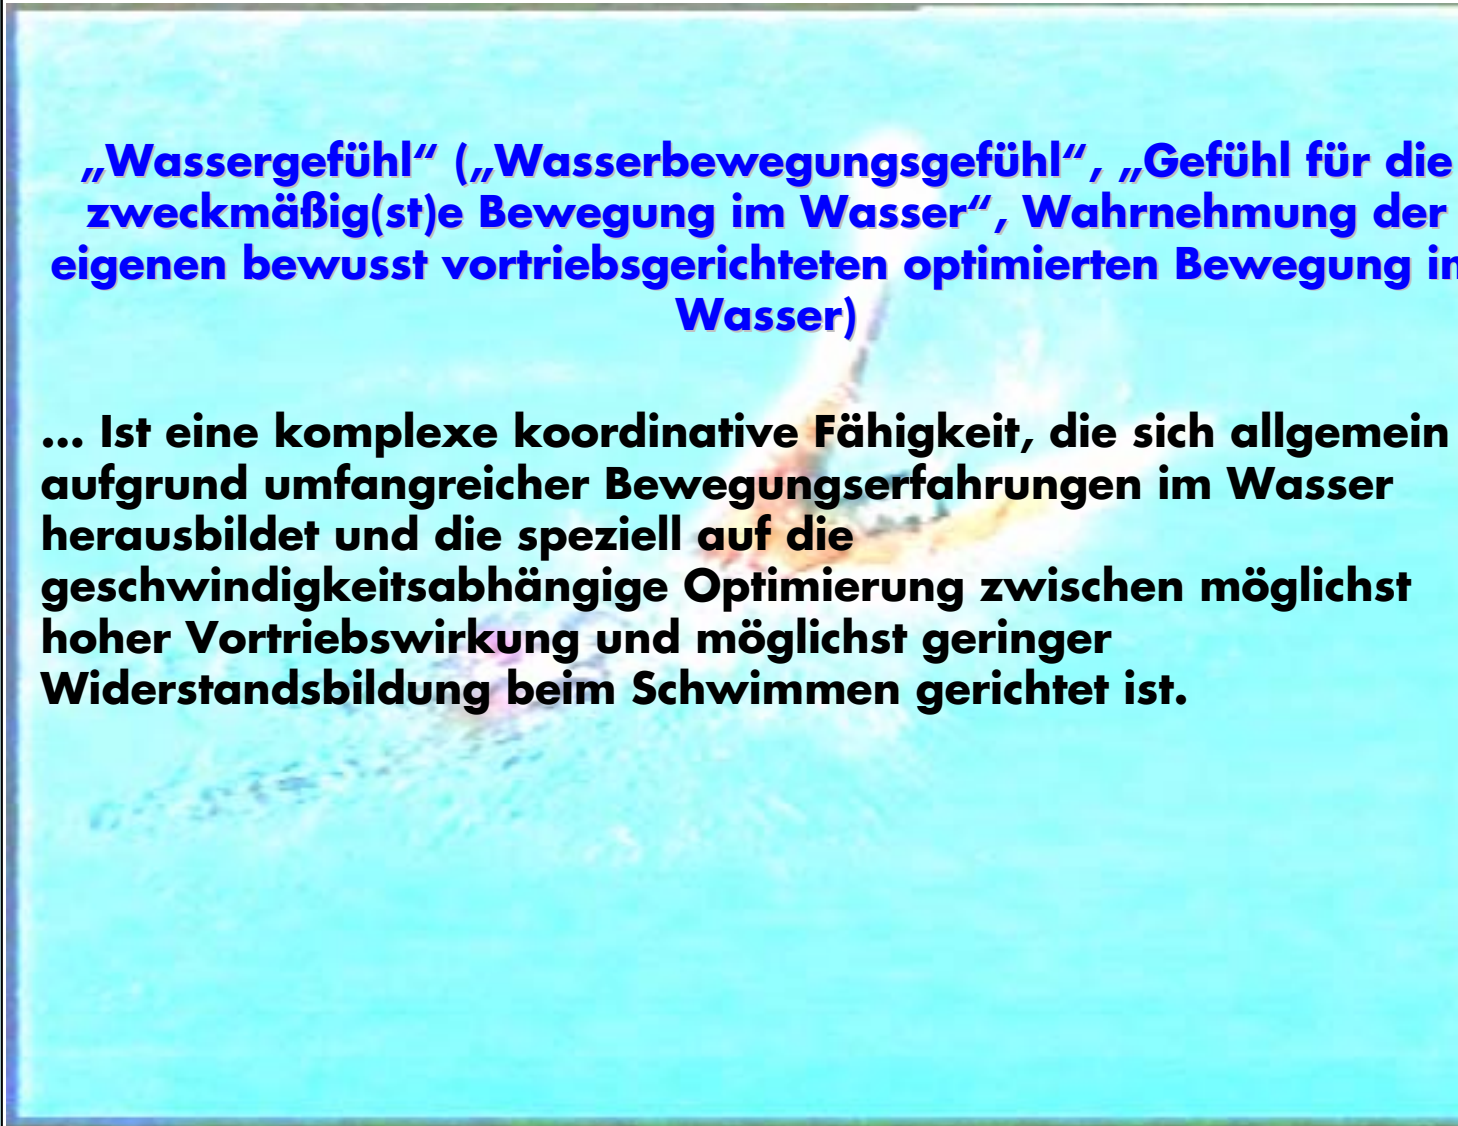 „Wassergefühl“ („Wasserbewegungsgefühl“, „Gefühl für die
zweckmäßig(st)e Bewegung im Wasser“, Wahrnehmung der
eigenen bewusst vortriebsgerichteten optimierten Bewegung
Wasser)
... Ist eine komplexe koordinative Fähigkeit, die sich allgemein
aufgrund umfangreicher Bewegungserfahrungen im Wasser
herausbildet und die speziell auf die
geschwindigkeitsabhängige Optimierung zwischen möglichst
hoher Vortriebswirkung und möglichst geringer
Widerstandsbildung beim Schwimmen gerichtet ist.